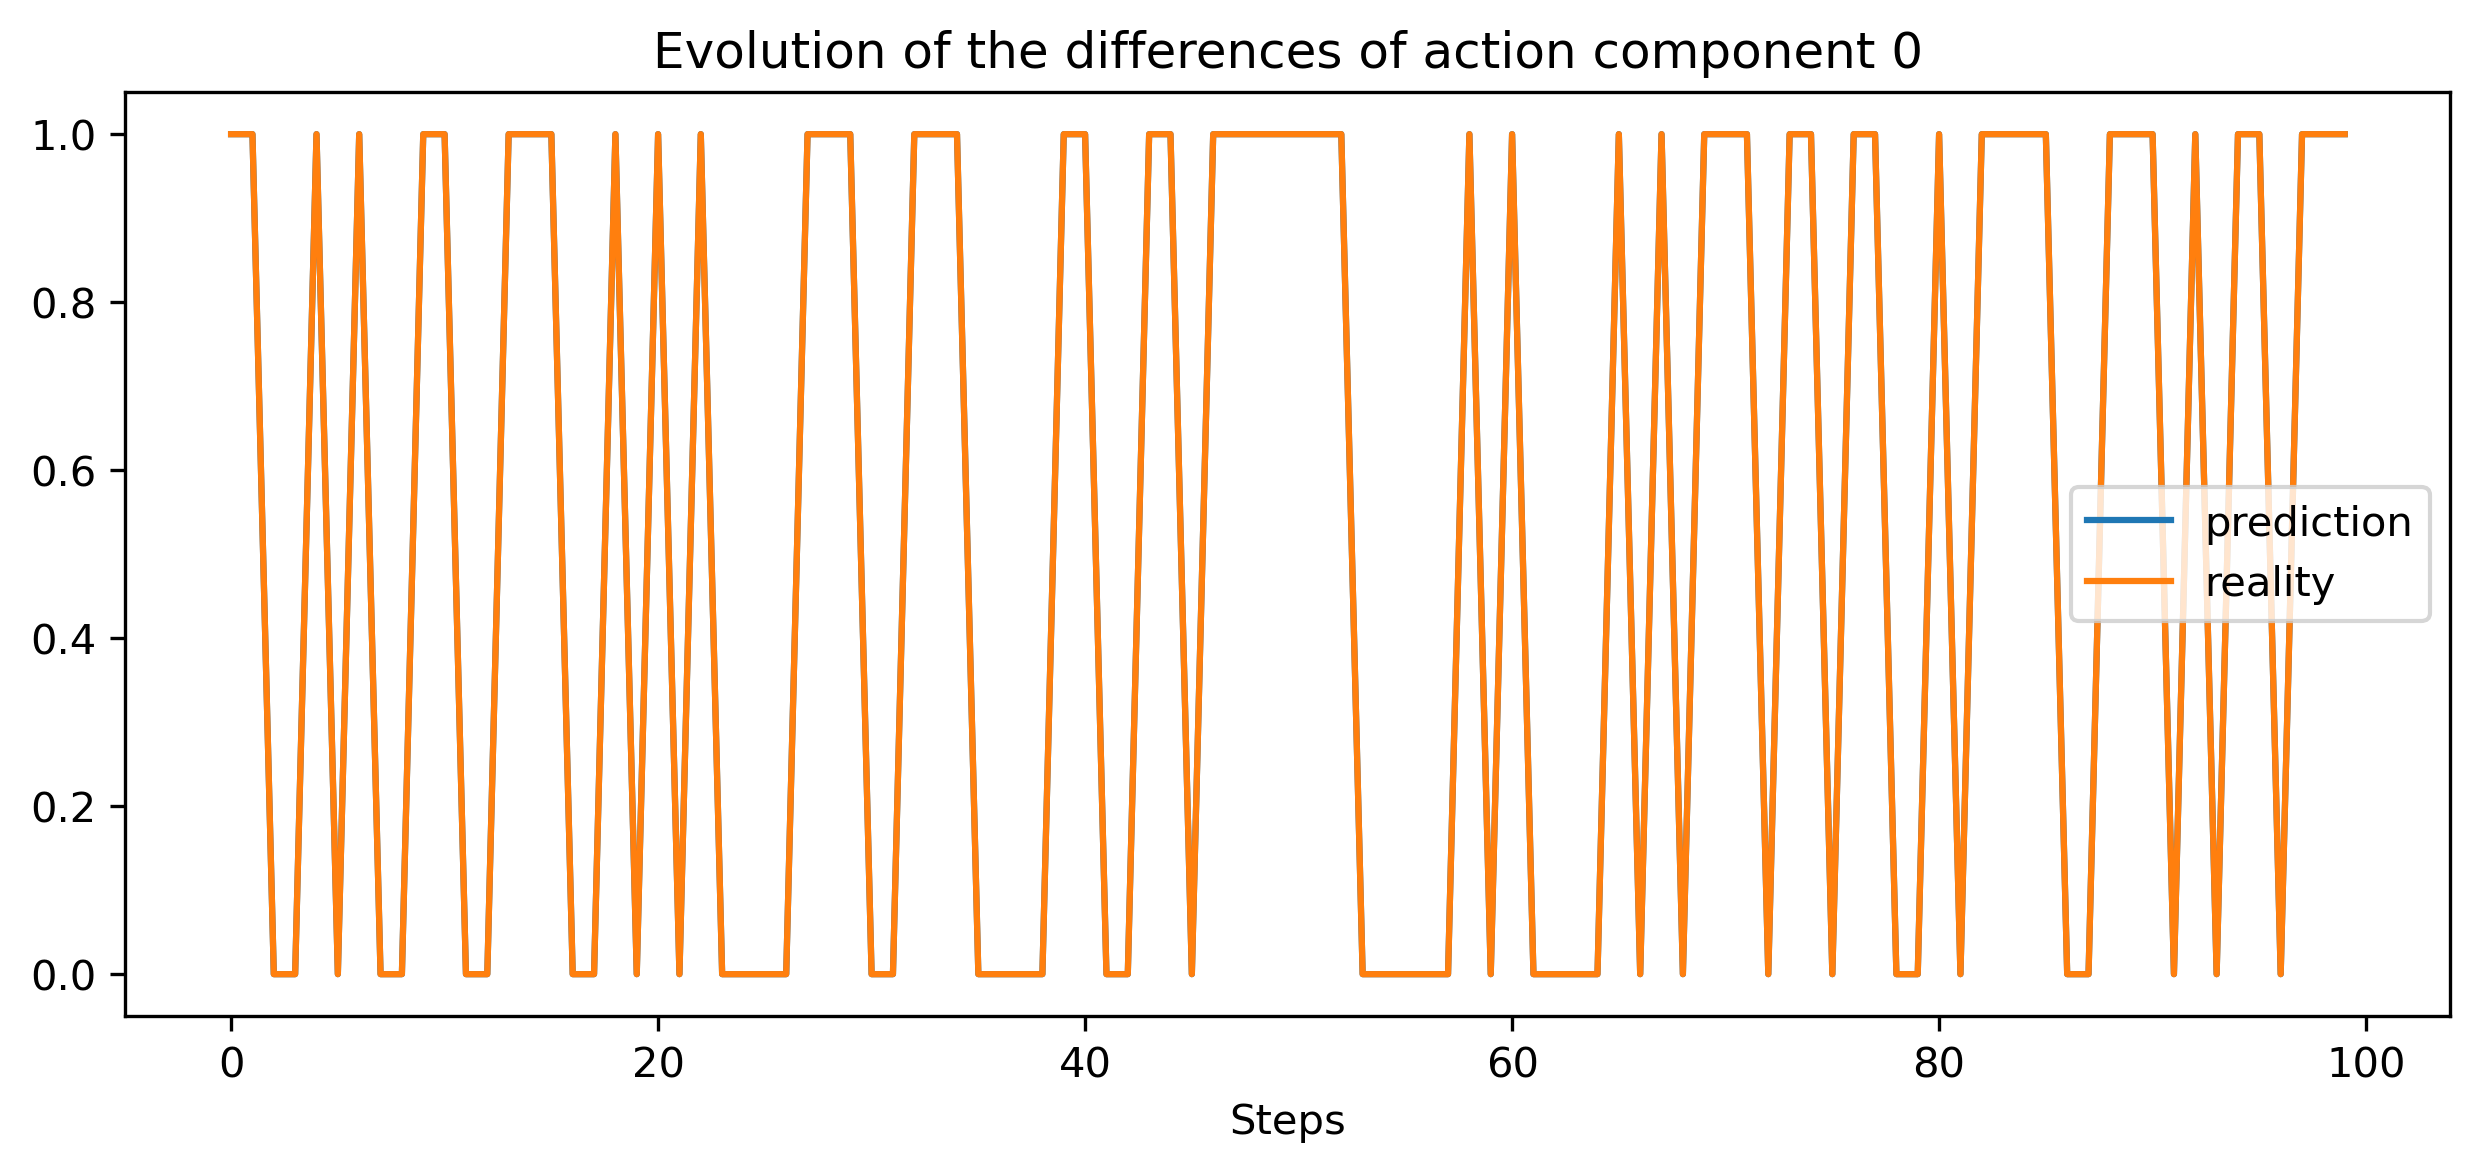 Evolution of the differences of action component 0
1.0
0.8
0.6
0.4
0.2
0.0
prediction
reality
0 20 40 60 80 100
Steps